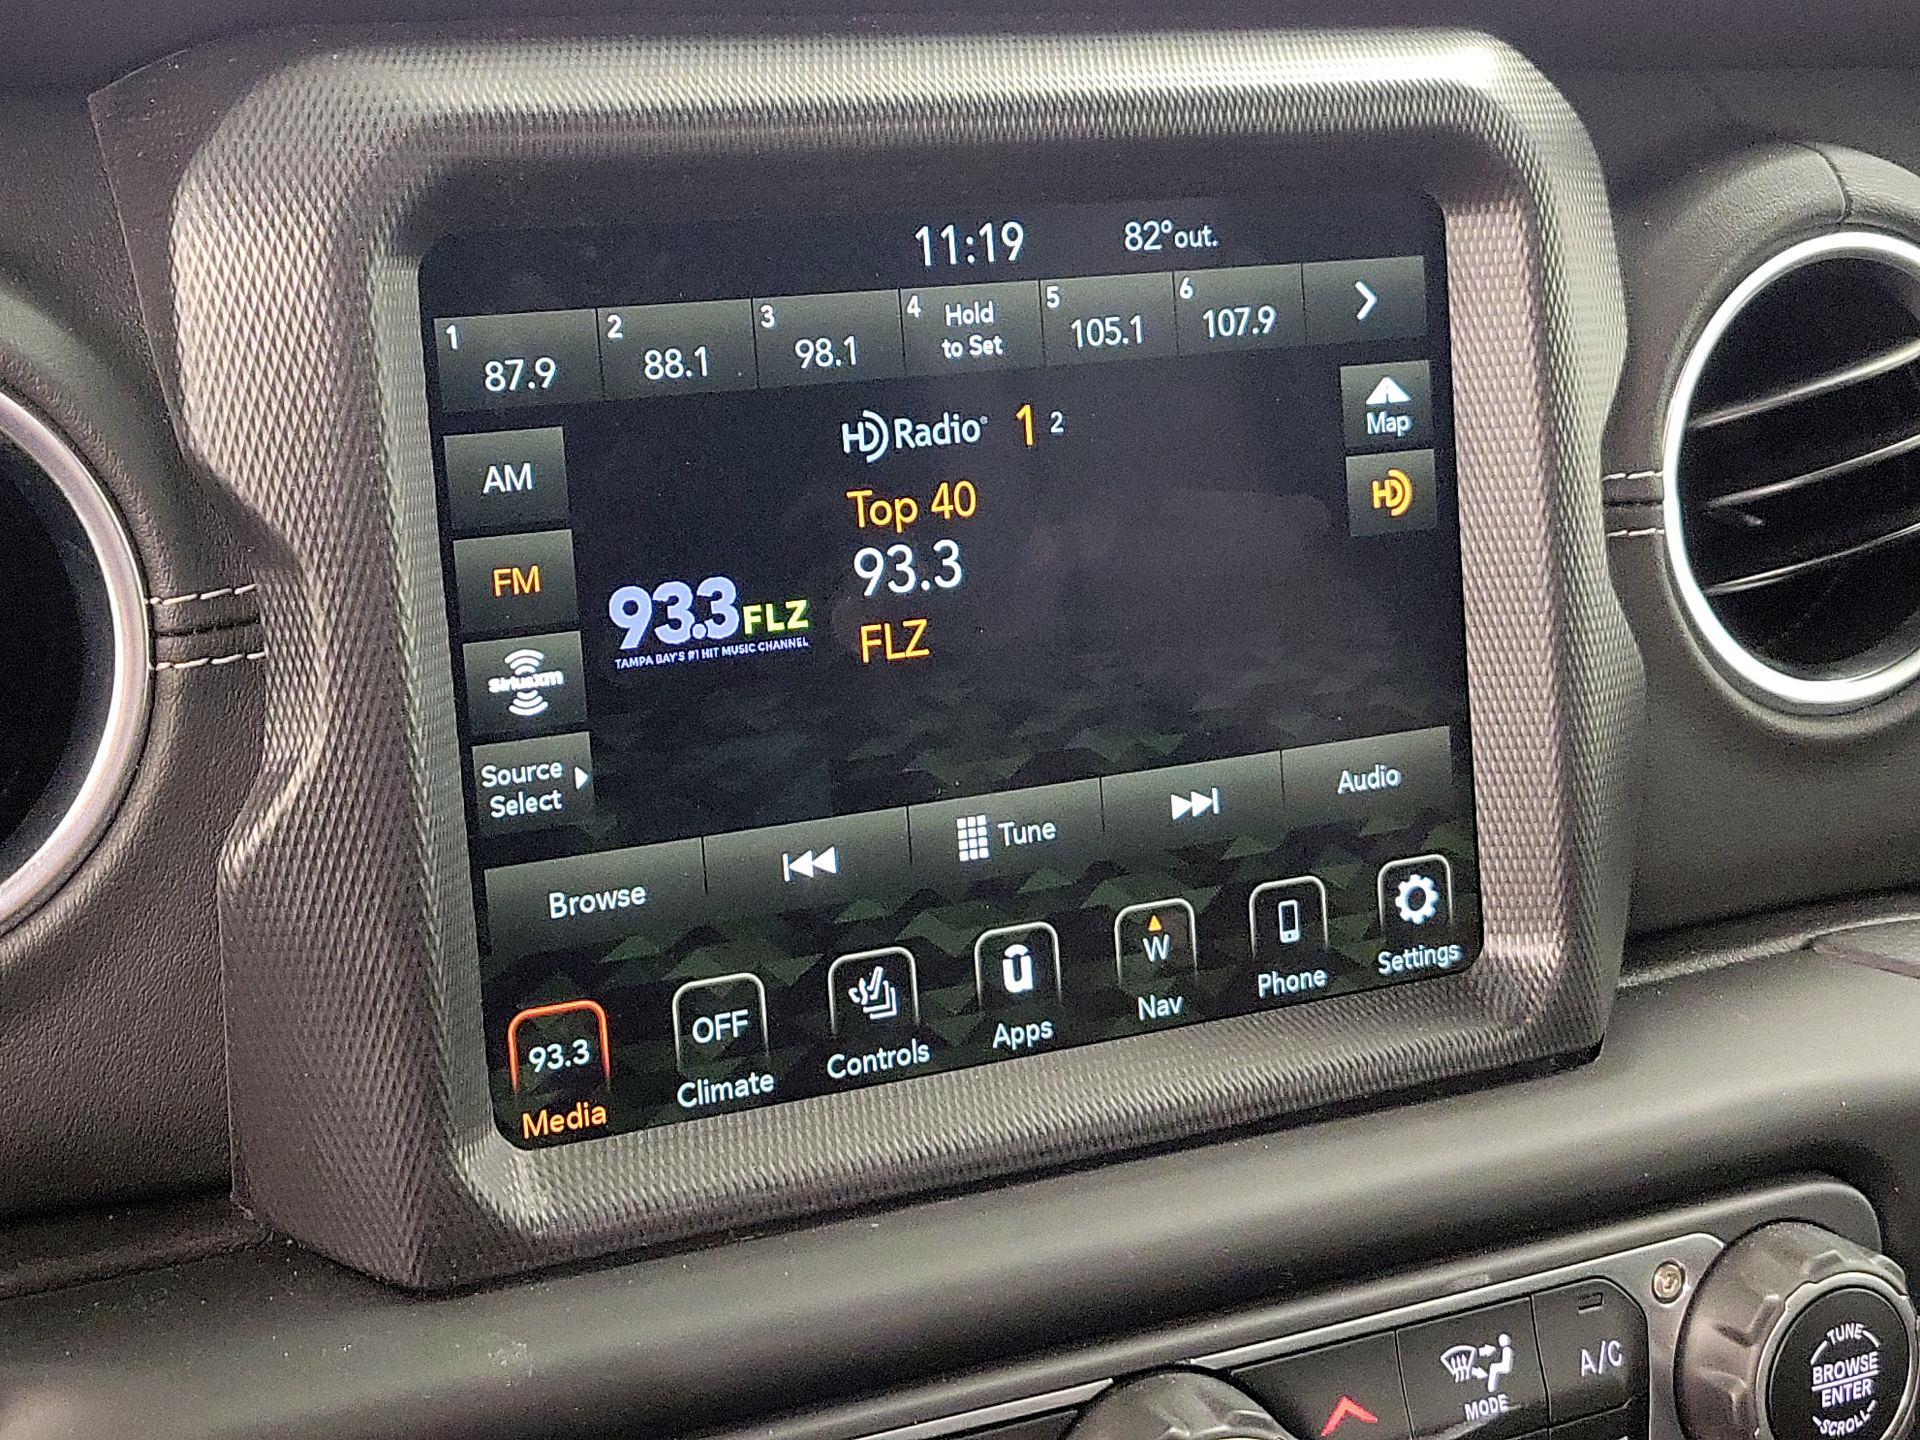 11:19 82°out.
1 87.9 2 88.1 3 98.1 4 Hold to Set 5 105.1 6 107.9
HD Radio® 1 2
Map
AM
Top 40
HD
93.3
FM
93.3 FLZ
TAMPA BAY'S #1 HIT MUSIC CHANNEL
FLZ
SiriusXM
Source
Select
Browse Tune Audio
93.3 OFF u W
Media Climate Controls Apps Nav Phone Settings
MODE A/C
TUNE
BROWSE
ENTER
SCROLL